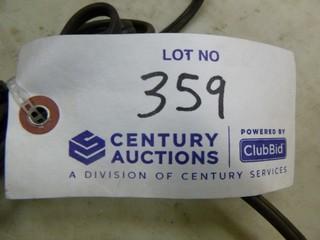 LOT NO
359
CENTURY AUCTIONS
POWERED BY
ClubBid
A DIVISION OF CENTURY SERVICES